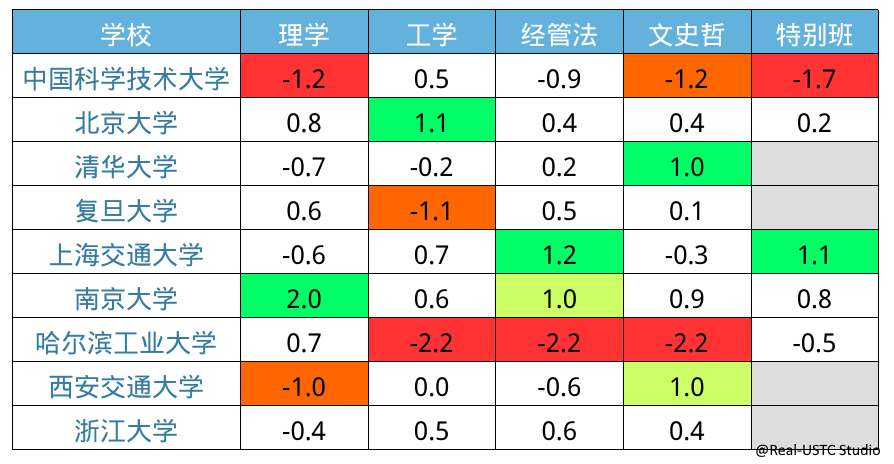 学校 理学 工学 经管法 文史哲 特别班
中国科学技术大学 -1.2 0.5 -0.9 -1.2 -1.7
北京大学 0.8 1.1 0.4 0.4 0.2
清华大学 -0.7 -0.2 0.2 1.0
复旦大学 0.6 -1.1 0.5 0.1
上海交通大学 -0.6 0.7 1.2 -0.3 1.1
南京大学 2.0 0.6 1.0 0.9 0.8
哈尔滨工业大学 0.7 -2.2 -2.2 -2.2 -0.5
西安交通大学 -1.0 0.0 -0.6 1.0
浙江大学 -0.4 0.5 0.6 0.4
@Real-USTC Studio